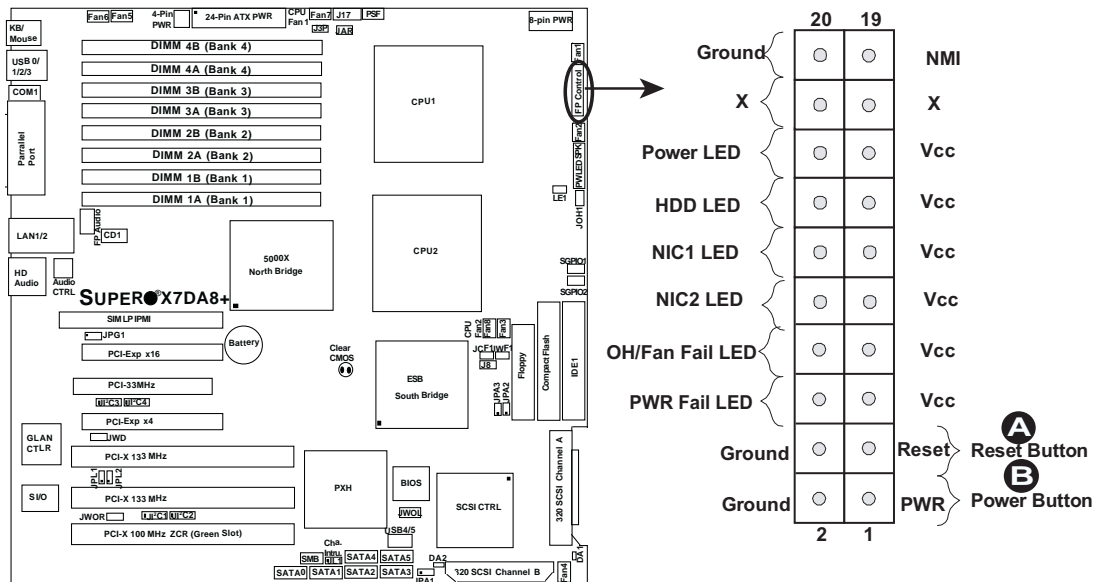 Fan6 Fan5
4-Pin PWR
24-Pin ATX PWR
CPU Fan 1
Fan7
J17
PSF
J3P
JAR
8-pin PWR
KB/ Mouse
USB 0/ 1/2/3
COM1
Parrallel Port
DIMM 4B (Bank 4)
DIMM 4A (Bank 4)
DIMM 3B (Bank 3)
DIMM 3A (Bank 3)
DIMM 2B (Bank 2)
DIMM 2A (Bank 2)
DIMM 1B (Bank 1)
DIMM 1A (Bank 1)
CPU1
Fan1
FP Control
Fan2
PWLED SPK
LE1
JOH1
LAN1/2
FP Audio
CD1
HD Audio
Audio CTRL
5000X
North Bridge
CPU2
SGPIO1
SGPIO2
SUPER®X7DA8+
SIM LP IPMI
JPG1
Battery
PCI-Exp x16
Clear CMOS
CPU Fan2
Fan8
Fan3
JCF1
JWF1
J8
Floppy
Compact Flash
IDE1
PCI-33MHz
I²C3 I²C4
ESB
South Bridge
JPA3
JPA2
PCI-Exp x4
GLAN CTLR
JWD
PCI-X 133 MHz
JPL1
JPL2
PXH
BIOS
SCSI CTRL
320 SCSI Channel A
S I/O
PCI-X 133 MHz
JWOR
I²C1 I²C2
JWOL
USB4/5
PCI-X 100 MHz ZCR (Green Slot)
Cha. Intru.
SMB
JL1
SATA4
SATA5
DA2
DA1
SATA0
SATA1
SATA2
SATA3
JPA1
320 SCSI Channel B
Fan4
20 19
Ground NMI
X X
Power LED Vcc
HDD LED Vcc
NIC1 LED Vcc
NIC2 LED Vcc
OH/Fan Fail LED Vcc
PWR Fail LED Vcc
A
Ground Reset Reset Button
B
Ground PWR Power Button
2 1